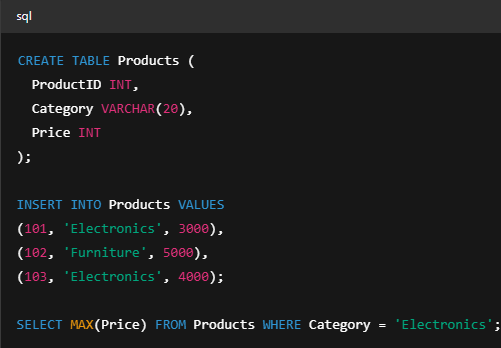 sql
CREATE TABLE Products (
  ProductID INT,
  Category VARCHAR(20),
  Price INT
);
INSERT INTO Products VALUES
(101, 'Electronics', 3000),
(102, 'Furniture', 5000),
(103, 'Electronics', 4000);
SELECT MAX(Price) FROM Products WHERE Category = 'Electronics';